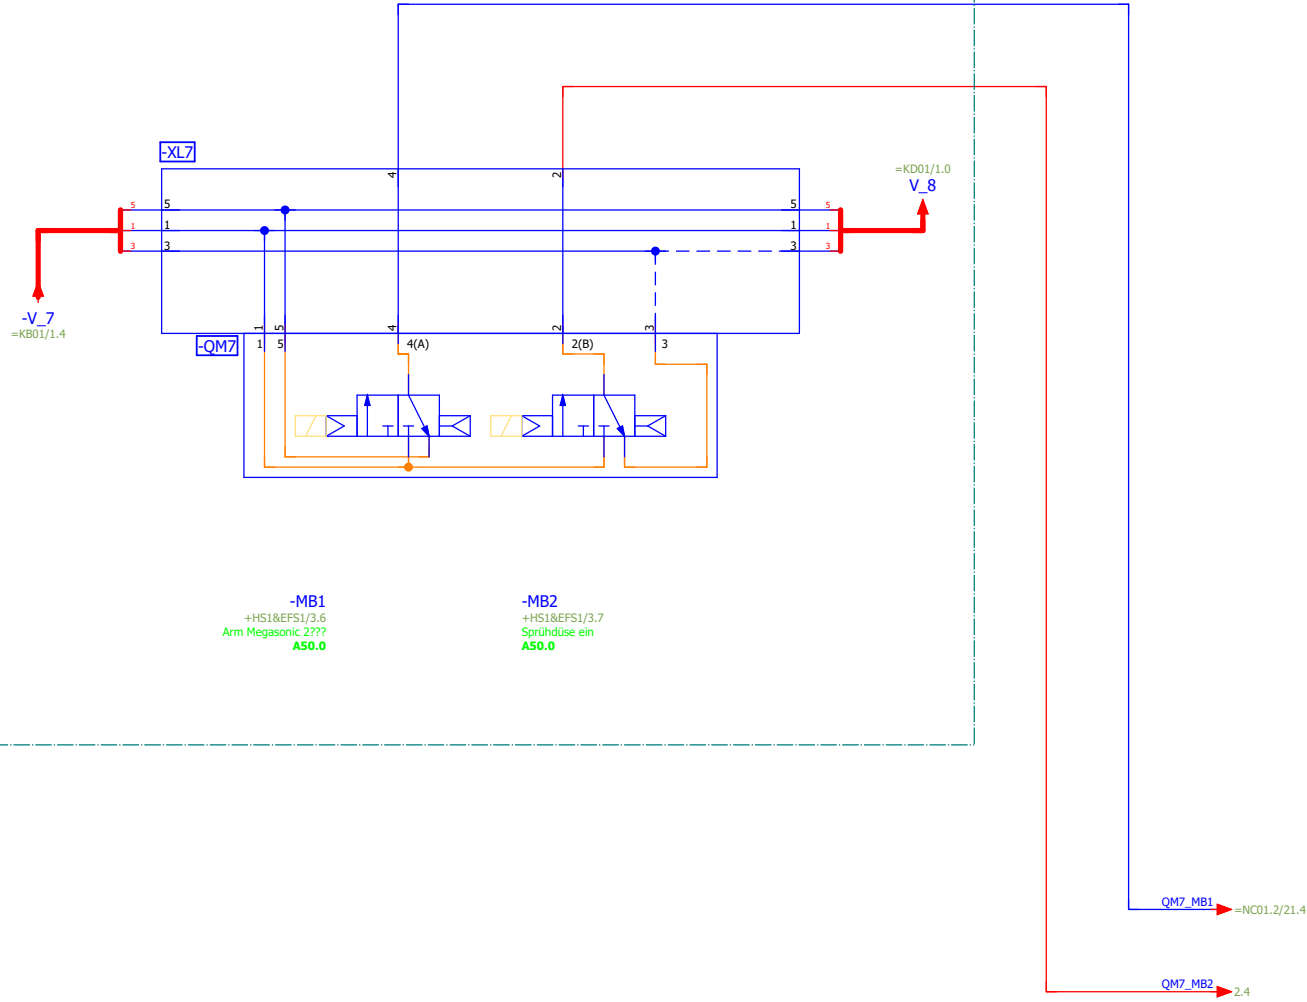 -XL7
4
2
=KD01/1.0
V_8
5
5
5
5
1
1
1
1
3
3
3
3
-V_7
=KB01/1.4
1
5
4
2
3
-QM7
1
5
4(A)
2(B)
3
-MB1
+HS1&EFS1/3.6
Arm Megasonic 2???
A50.0
-MB2
+HS1&EFS1/3.7
Sprühdüse ein
A50.0
QM7_MB1
=NC01.2/21.4
QM7_MB2
2.4